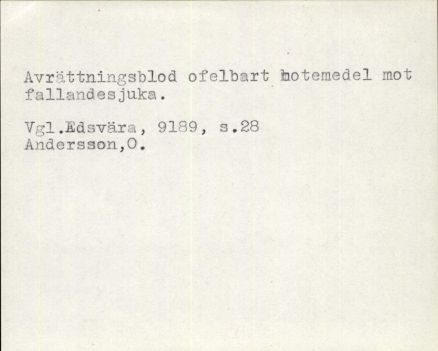 Avrättningsblod ofelbart botemedel mot
fallandesjuka.
Vgl.Edsvära, 9189, s.28
Andersson,O.